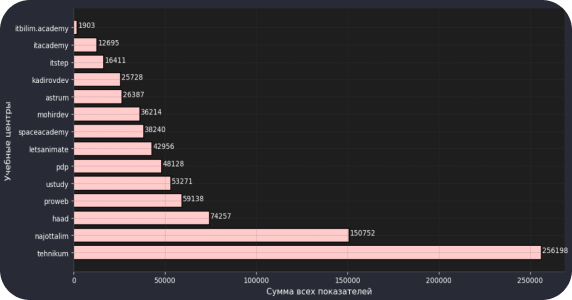 Учебные центры
itbilim.academy 1903
itacademy 12695
itstep 16411
kadirovdev 25728
astrum 26387
mohirdev 36214
spaceacademy 38240
letsanimate 42956
pdp 48128
ustudy 53271
proweb 59138
haad 74257
najottalim 150752
tehnikum 256198
0 50000 100000 150000 200000 250000
Сумма всех показателей